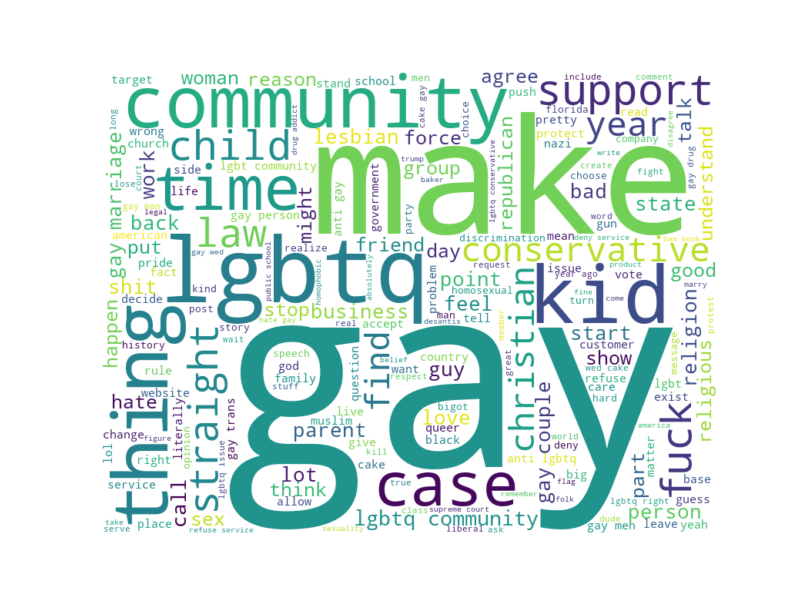 target
woman
reason
stand
school
men
cake gay
agree
push
include
comment
long
wrong
church
drug addict
community
choice
florida
support
pretty
read
disagree
gay marriage
work
child
side
lesbian
force
make
nazi
protect
company
year
talk
lose
court
lgbt community
life
time
trump
group
republican
choose
write
create
bad
fight
gay drug
understand
gay man
legal
back
law
gay person
might
anti gay
government
baker
party
lgbtq conservative
word
gun
state
american
put
pride
fact
shit
gay wed
realize
friend
day
discrimination
mean
deny service
conservative
ban book
happen
decide
kind
lgbtq
public school
homophobic
absolutely
problem
point
request
issue
year ago
vote
product
good
post
stop
business
feel
homosexual
man
tell
desantis
kid
fine
turn
come
marry
protest
history
thing
straight
story
wait
real
accept
find
member
christian
start
customer
message
religion
religious
rule
speech
god
family
stuff
question
belief
want
respect
country
guy
great
show
wed cake
refuse
care
hard
lgbt
exist
hate
website
literally
opinion
hate gay
gay trans
gay
muslim
live
parent
give
kill
bigot
love
queer
black
gay couple
world
deny
anti lgbtq
america
fuck
part
matter
base
lol
change
figure
right
call
lgbtq issue
lot
think
cake
case
true
remember
flag
big
guess
service
sex
allow
class
supreme court
folk
lgbtq right
person
take
serve
place
refuse service
sexuality
lgbtq community
liberal
ask
dude
gay meh
leave
yeah